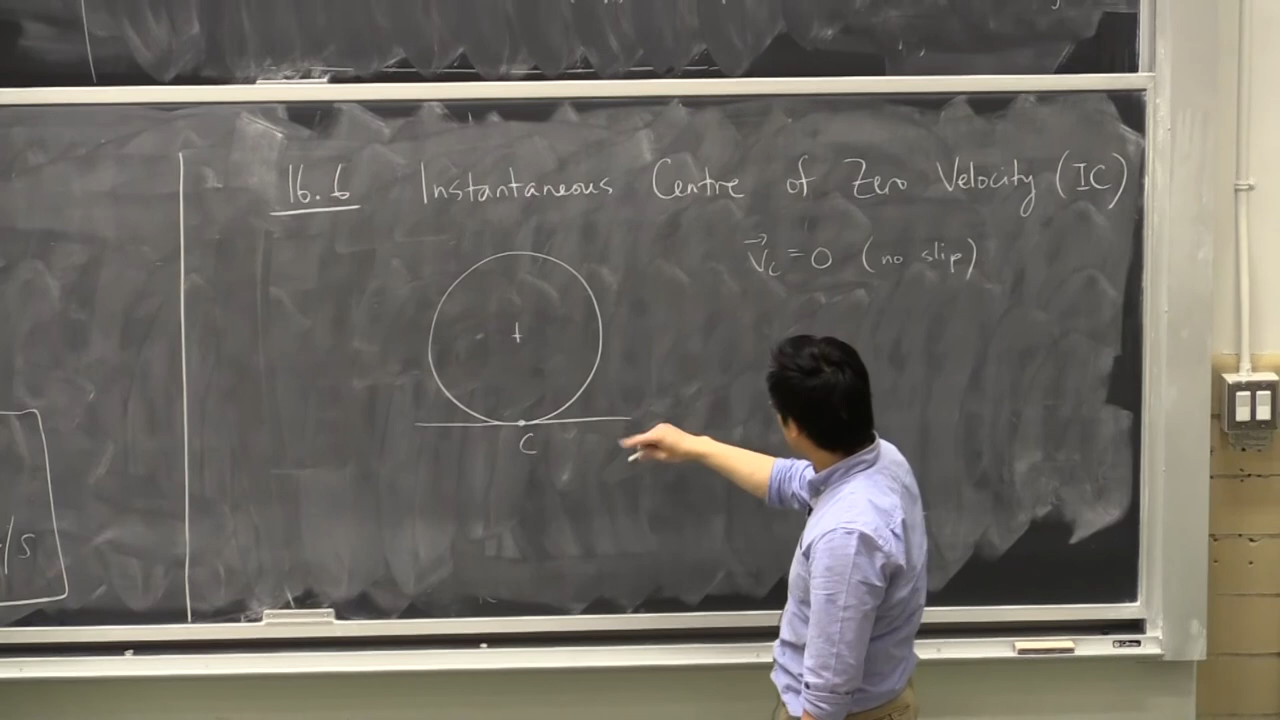 16.6 Instantaneous Centre of Zero Velocity (IC)
v⃗c = 0 (no slip)
C
/s